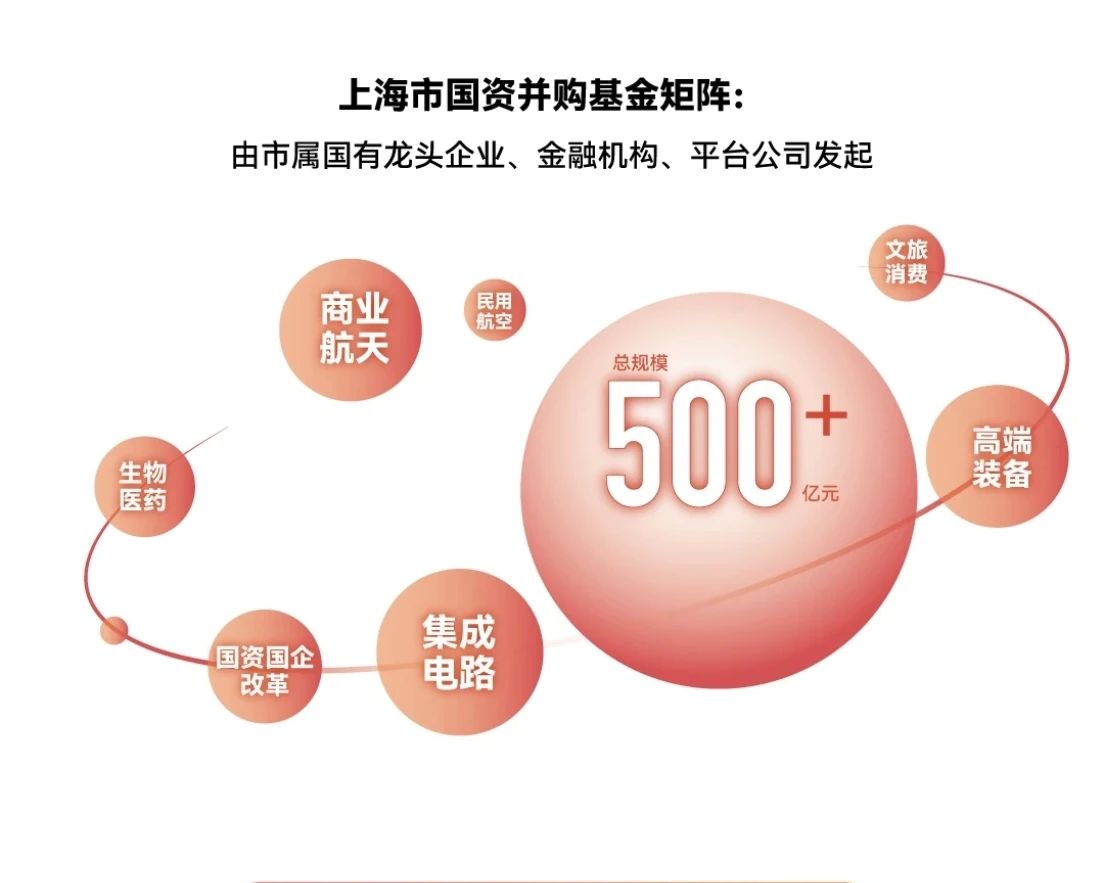 上海市国资并购基金矩阵:
由市属国有龙头企业、金融机构、平台公司发起
文旅
消费
商业
航天
民用
航空
总规模
500+
亿元
高端
装备
生物
医药
集成
电路
国资国企
改革